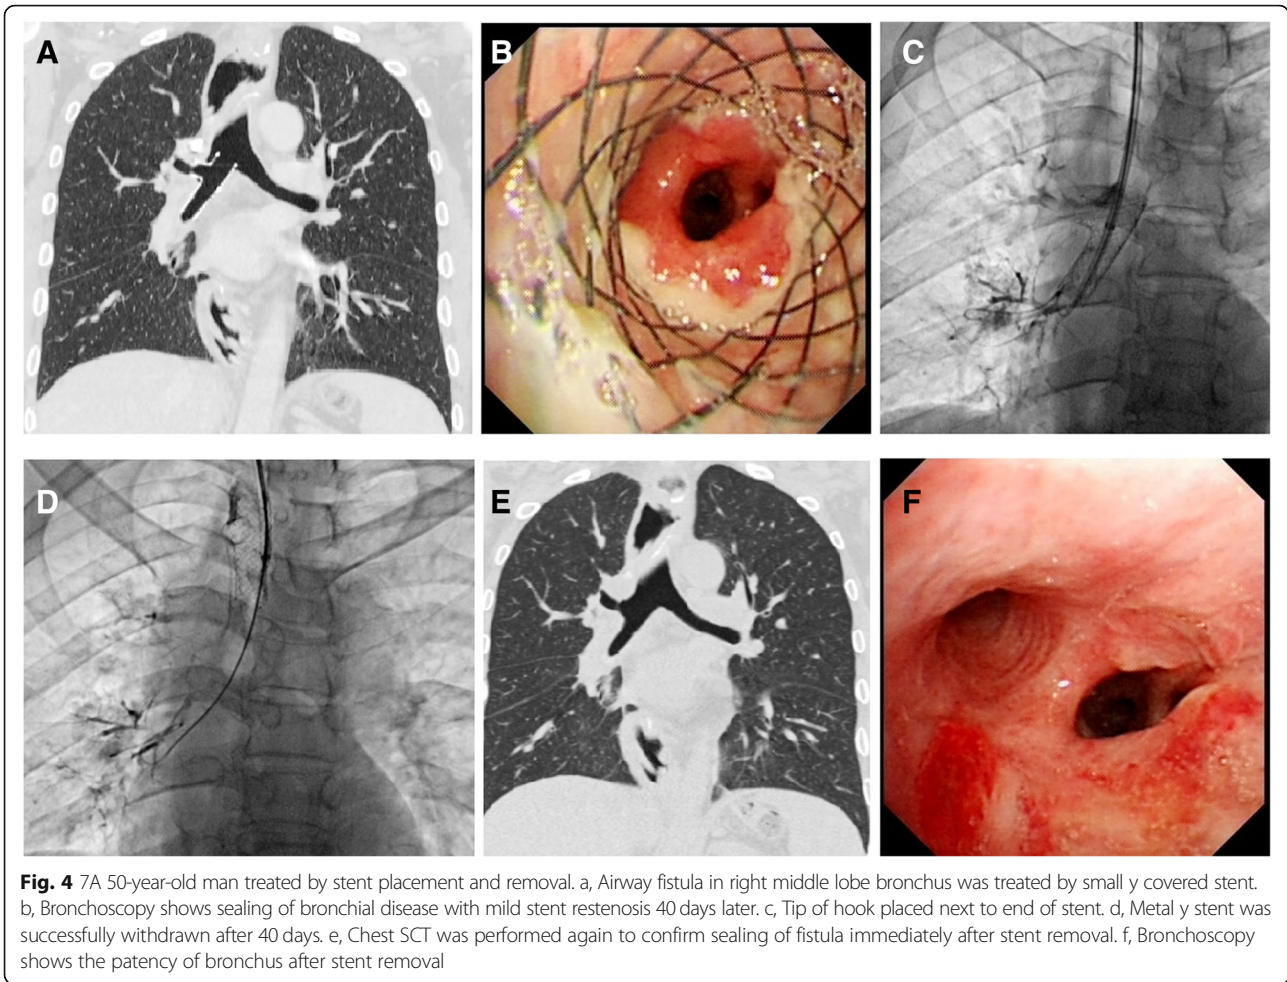 A
B
C
D
E
F
Fig. 4 7A 50-year-old man treated by stent placement and removal. a, Airway fistula in right middle lobe bronchus was treated by small y covered stent.
b, Bronchoscopy shows sealing of bronchial disease with mild stent restenosis 40 days later. c, Tip of hook placed next to end of stent. d, Metal y stent was
successfully withdrawn after 40 days. e, Chest SCT was performed again to confirm sealing of fistula immediately after stent removal. f, Bronchoscopy
shows the patency of bronchus after stent removal